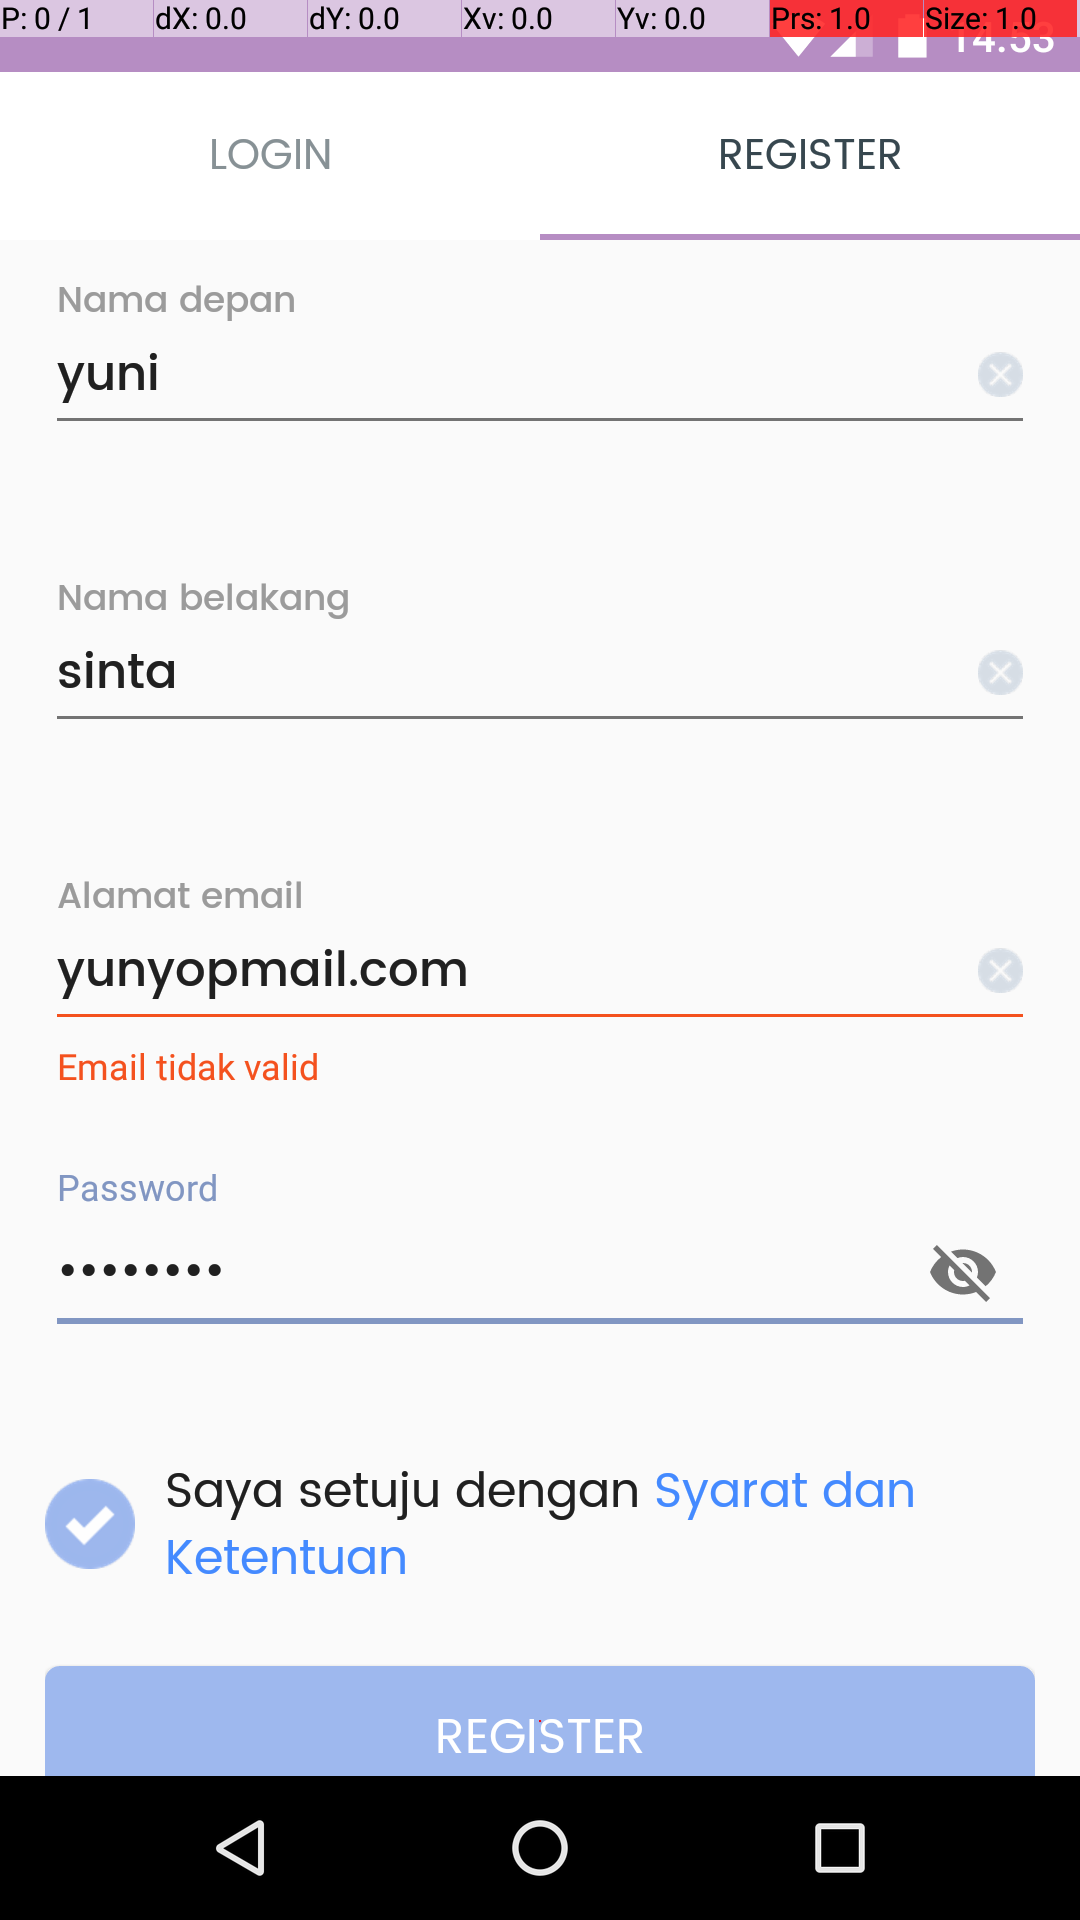 P: 0 / 1 dX: 0.0 dY: 0.0 Xv: 0.0 Yv: 0.0 Prs: 1.0 Size: 1.0
14:53
LOGIN REGISTER
Nama depan
yuni
Nama belakang
sinta
Alamat email
yunyopmail.com
Email tidak valid
Password
••••••••
Saya setuju dengan Syarat dan
Ketentuan
REGISTER